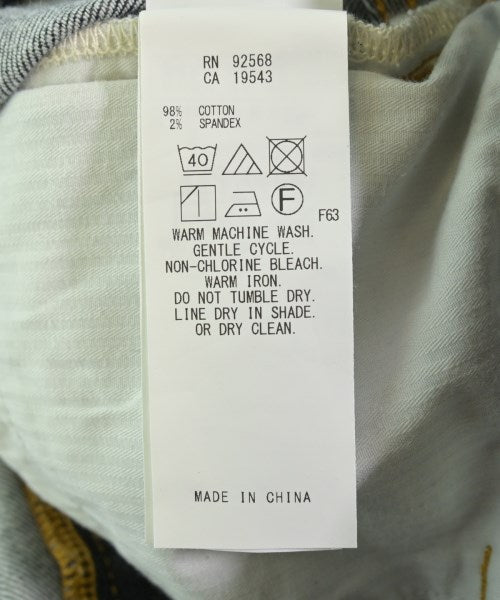 RN 92568
CA 19543
98% COTTON
2% SPANDEX
40
F
F63
WARM MACHINE WASH.
GENTLE CYCLE.
NON-CHLORINE BLEACH.
WARM IRON.
DO NOT TUMBLE DRY.
LINE DRY IN SHADE.
OR DRY CLEAN.
MADE IN CHINA